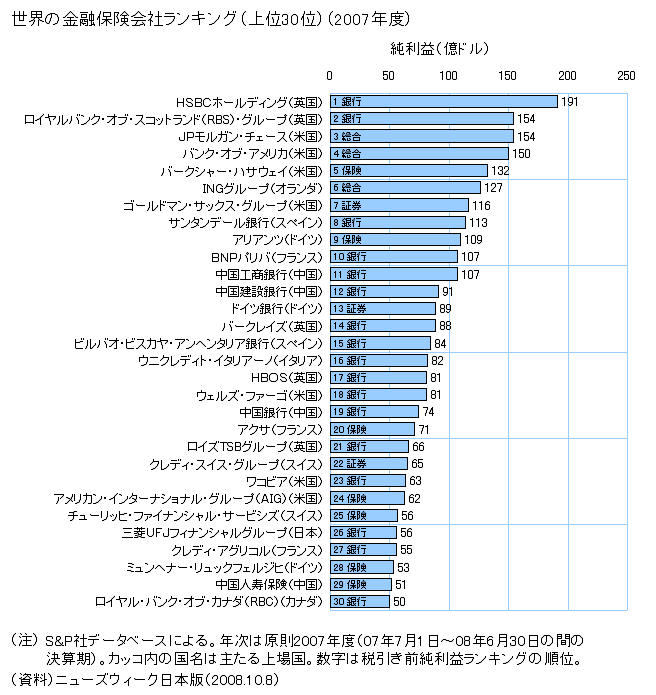 世界の金融保険会社ランキング(上位30位)(2007年度)
純利益(億ドル)
0 50 100 150 200 250
HSBCホールディング(英国) 1 銀行 191
ロイヤルバンク・オブ・スコットランド(RBS)・グループ(英国) 2 銀行 154
JPモルガン・チェース(米国) 3 総合 154
バンク・オブ・アメリカ(米国) 4 総合 150
バークシャー・ハサウェイ(米国) 5 保険 132
INGグループ(オランダ) 6 総合 127
ゴールドマン・サックス・グループ(米国) 7 証券 116
サンタンデール銀行(スペイン) 8 銀行 113
アリアンツ(ドイツ) 9 保険 109
BNPパリバ(フランス) 10 銀行 107
中国工商銀行(中国) 11 銀行 107
中国建設銀行(中国) 12 銀行 91
ドイツ銀行(ドイツ) 13 証券 89
バークレイズ(英国) 14 銀行 88
ビルバオ・ビスカヤ・アンヘンタリア銀行(スペイン) 15 銀行 84
ウニクレディト・イタリアーノ(イタリア) 16 銀行 82
HBOS(英国) 17 銀行 81
ウェルズ・ファーゴ(米国) 18 銀行 81
中国銀行(中国) 19 銀行 74
アクサ(フランス) 20 保険 71
ロイズTSBグループ(英国) 21 銀行 66
クレディ・スイス・グループ(スイス) 22 証券 65
ワコビア(米国) 23 銀行 63
アメリカン・インターナショナル・グループ(AIG)(米国) 24 保険 62
チューリッヒ・ファイナンシャル・サービシズ(スイス) 25 保険 56
三菱UFJフィナンシャルグループ(日本) 26 銀行 56
クレディ・アグリコル(フランス) 27 銀行 55
ミュンヘナー・リュックフェルジヒ(ドイツ) 28 保険 53
中国人寿保険(中国) 29 保険 51
ロイヤル・バンク・オブ・カナダ(RBC)(カナダ) 30 銀行 50
(注) S&P社データベースによる。年次は原則2007年度(07年7月1日~08年6月30日の間の
決算期)。カッコ内の国名は主たる上場国。数字は税引き前純利益ランキングの順位。
(資料)ニューズウィーク日本版(2008.10.8)